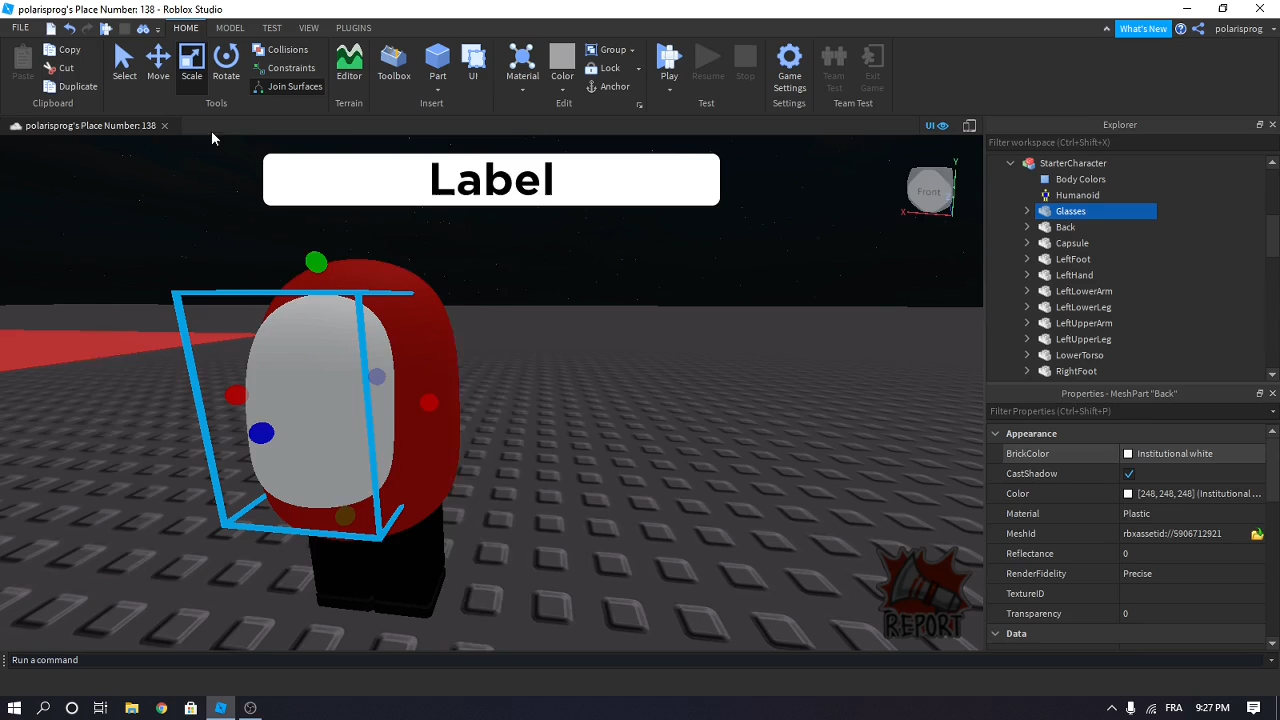 polarisprog's Place Number: 138 - Roblox Studio
FILE HOME MODEL TEST VIEW PLUGINS What's New polarisprog
Paste Copy Cut Duplicate Clipboard
Select Move Scale Rotate Collisions Constraints Join Surfaces Tools
Editor Terrain
Toolbox Part UI Insert
Material Color Group Lock Anchor Edit
Play Resume Stop Test
Game Settings Settings
Team Test Exit Game Team Test
polarisprog's Place Number: 138
UI
Label
Front
X
Y
REPORT
Explorer
Filter workspace (Ctrl+Shift+X)
StarterCharacter
Body Colors
Humanoid
Glasses
Back
Capsule
LeftFoot
LeftHand
LeftLowerArm
LeftLowerLeg
LeftUpperArm
LeftUpperLeg
LowerTorso
RightFoot
Properties - MeshPart "Back"
Filter Properties (Ctrl+Shift+P)
Appearance
BrickColor Institutional white
CastShadow
Color [248, 248, 248] (Institutional ...
Material Plastic
MeshId rbxassetid://5906712921
Reflectance 0
RenderFidelity Precise
TextureID
Transparency 0
Data
Run a command
FRA 9:27 PM